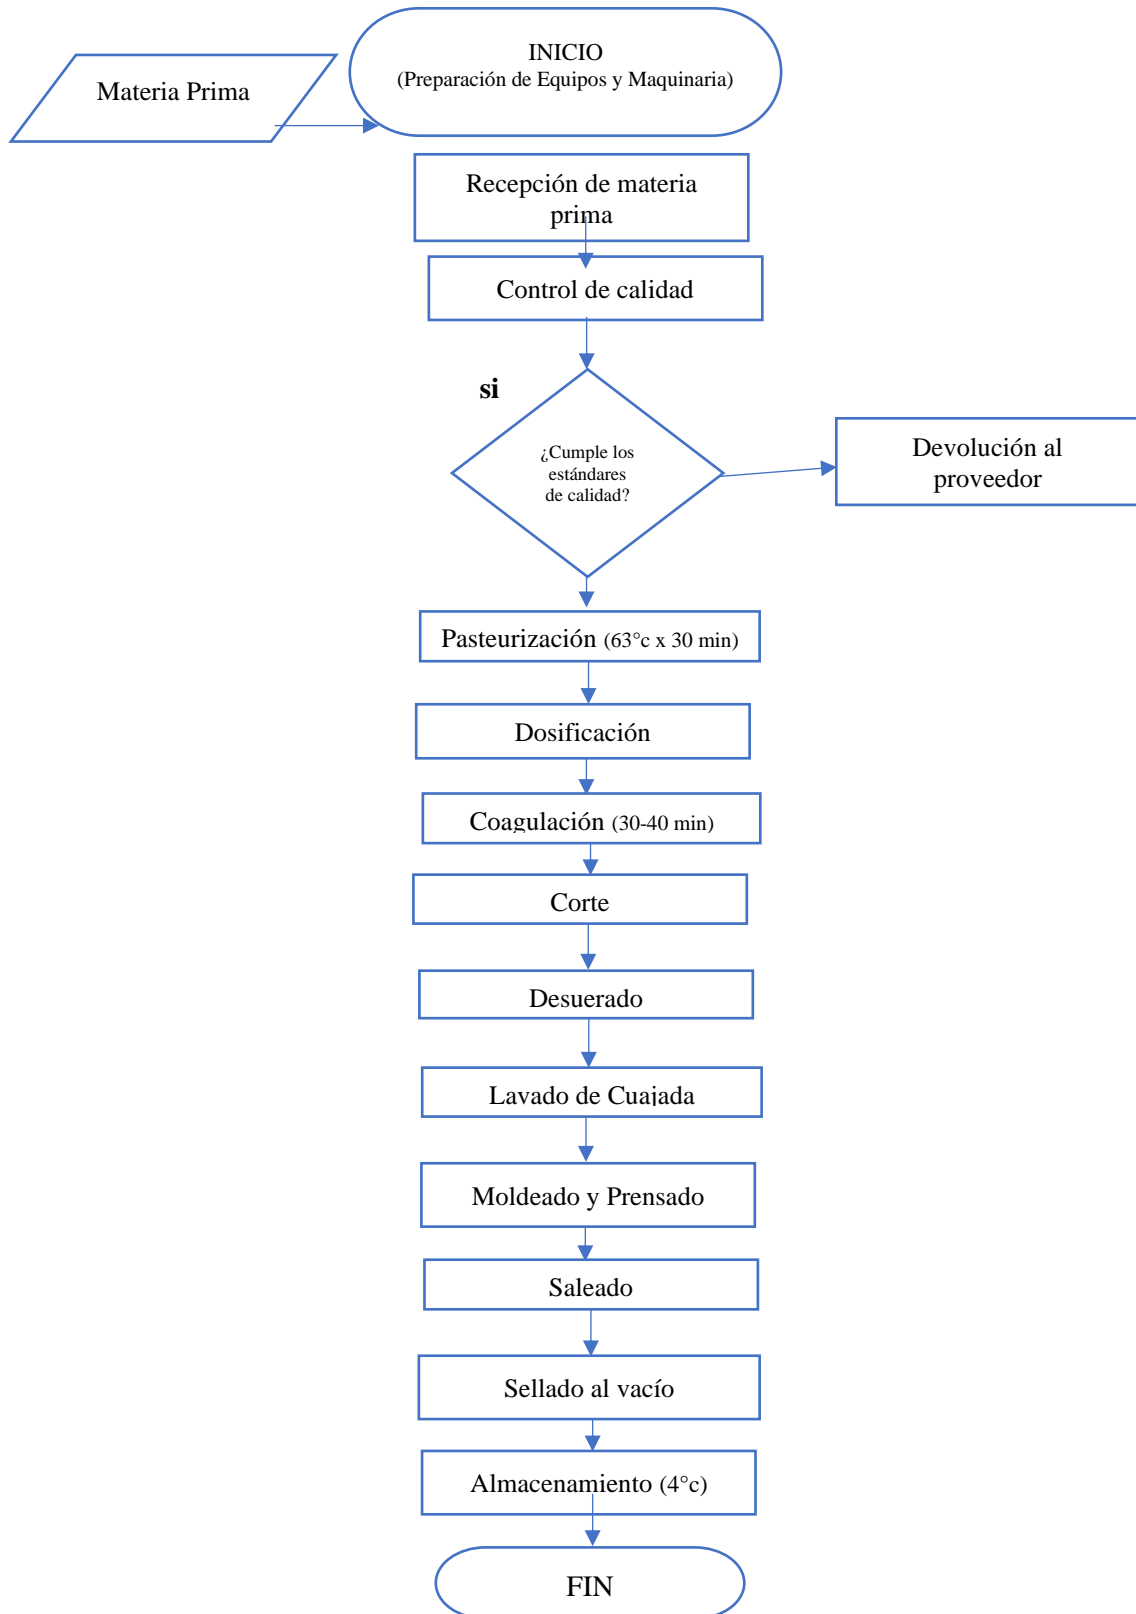 INICIO
(Preparación de Equipos y Maquinaria)
Materia Prima
Recepción de materia
prima
Control de calidad
si
¿Cumple los
estándares
de calidad?
Devolución al
proveedor
Pasteurización (63°c x 30 min)
Dosificación
Coagulación (30-40 min)
Corte
Desuerado
Lavado de Cuajada
Moldeado y Prensado
Saleado
Sellado al vacío
Almacenamiento (4°c)
FIN